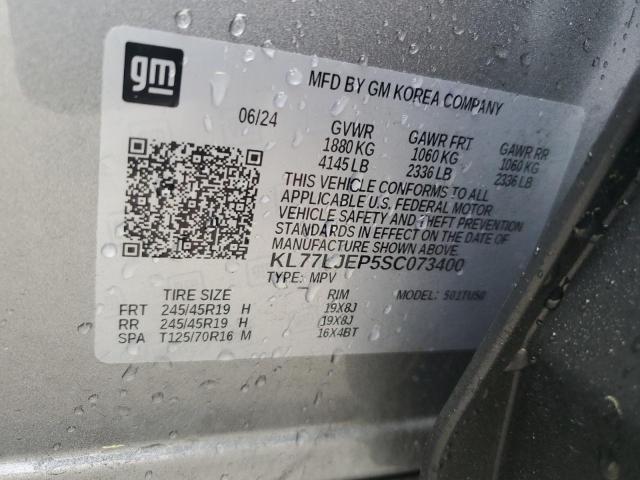 gm
MFD BY GM KOREA COMPANY
06/24 GVWR GAWR FRT GAWR RR
1880 KG 1060 KG 1060 KG
4145 LB 2336 LB 2336 LB
THIS VEHICLE CONFORMS TO ALL
APPLICABLE U.S. FEDERAL MOTOR
VEHICLE SAFETY AND THEFT PREVENTION
STANDARDS IN EFFECT ON THE DATE OF
MANUFACTURE SHOWN ABOVE.
KL77LJEP5SC073400
TYPE: MPV
TIRE SIZE RIM MODEL: 501TUS0
FRT 245/45R19 H 19X8J
RR 245/45R19 H 19X8J
SPA T125/70R16 M 16X4BT